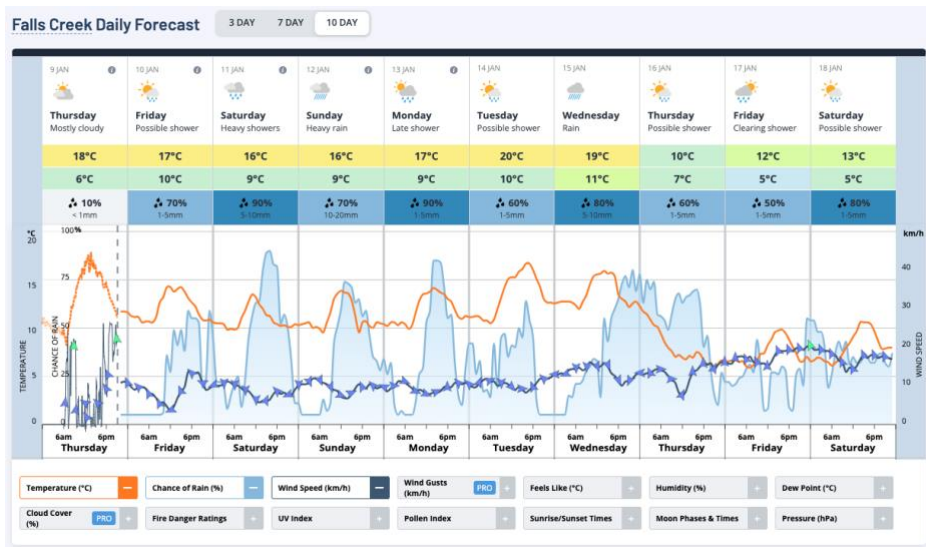 Falls Creek Daily Forecast 3 DAY 7 DAY 10 DAY
9 JAN 10 JAN 11 JAN 12 JAN 13 JAN 14 JAN 15 JAN 16 JAN 17 JAN 18 JAN
Thursday Friday Saturday Sunday Monday Tuesday Wednesday Thursday Friday Saturday
Mostly cloudy Possible shower Heavy showers Heavy rain Late shower Possible shower Rain Possible shower Clearing shower Possible shower
18°C 17°C 16°C 16°C 17°C 20°C 19°C 10°C 12°C 13°C
6°C 10°C 9°C 9°C 9°C 10°C 11°C 7°C 5°C 5°C
10% 70% 90% 70% 90% 60% 80% 60% 50% 80%
< 1mm 1-5mm 5-10mm 10-20mm 1-5mm 1-5mm 5-10mm 1-5mm 1-5mm 1-5mm
°C 100% km/h
20
40
75
15
30
50
10
20
25
5
10
0 0
TEMPERATURE
CHANCE OF RAIN
WIND SPEED
6am 6pm 6am 6pm 6am 6pm 6am 6pm 6am 6pm 6am 6pm 6am 6pm 6am 6pm 6am 6pm 6am 6pm
Thursday Friday Saturday Sunday Monday Tuesday Wednesday Thursday Friday Saturday
Temperature (°C) Chance of Rain (%) Wind Speed (km/h) Wind Gusts (km/h) PRO Feels Like (°C) Humidity (%) Dew Point (°C)
Cloud Cover (%) PRO Fire Danger Ratings UV Index Pollen Index Sunrise/Sunset Times Moon Phases & Times Pressure (hPa)